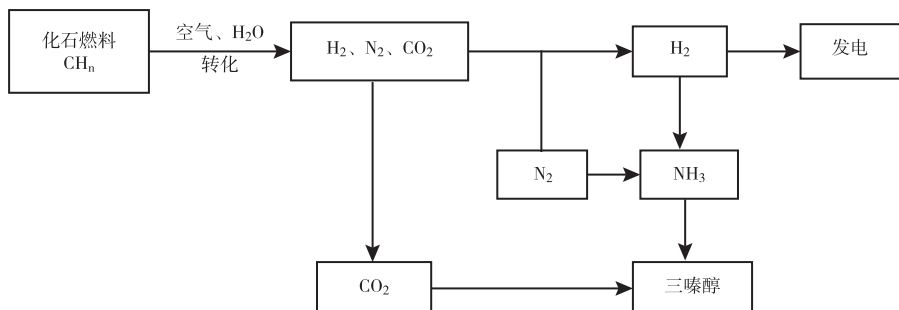 化石燃料
CHn
空气、H2O
转化
H2、N2、CO2
H2
发电
N2
NH3
CO2
三嗪醇